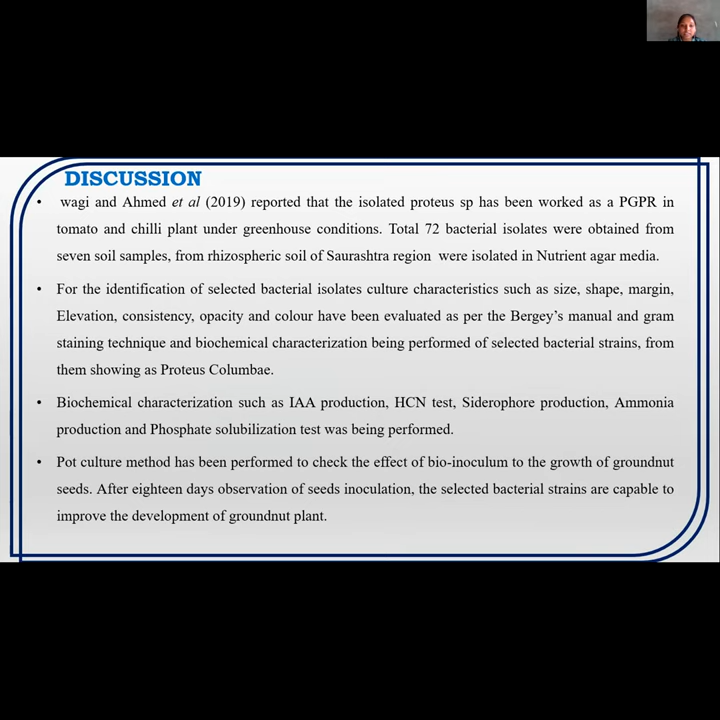 DISCUSSION
• wagi and Ahmed et al (2019) reported that the isolated proteus sp has been worked as a PGPR in
tomato and chilli plant under greenhouse conditions. Total 72 bacterial isolates were obtained from
seven soil samples, from rhizospheric soil of Saurashtra region were isolated in Nutrient agar media.
• For the identification of selected bacterial isolates culture characteristics such as size, shape, margin,
Elevation, consistency, opacity and colour have been evaluated as per the Bergey's manual and gram
staining technique and biochemical characterization being performed of selected bacterial strains, from
them showing as Proteus Columbae.
• Biochemical characterization such as IAA production, HCN test, Siderophore production, Ammonia
production and Phosphate solubilization test was being performed.
• Pot culture method has been performed to check the effect of bio-inoculum to the growth of groundnut
seeds. After eighteen days observation of seeds inoculation, the selected bacterial strains are capable to
improve the development of groundnut plant.